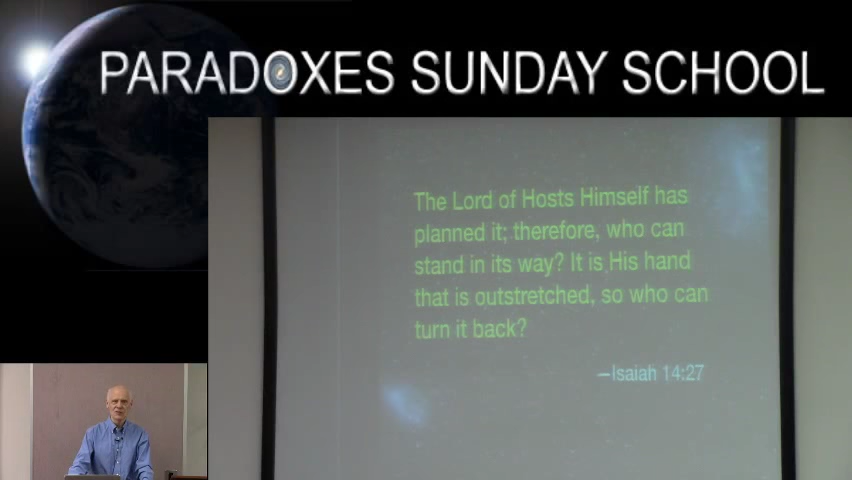 PARADOXES SUNDAY SCHOOL
The Lord of Hosts Himself has
planned it; therefore, who can
stand in its way? It is His hand
that is outstretched, so who can
turn it back?
–Isaiah 14:27